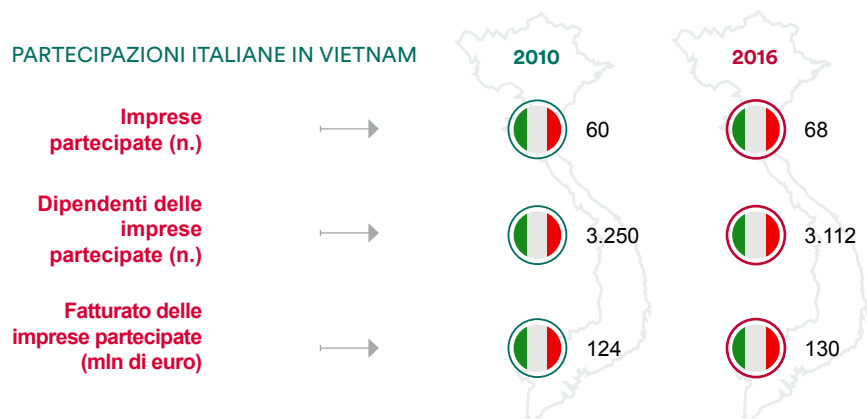 PARTECIPAZIONI ITALIANE IN VIETNAM 2010 2016
Imprese
partecipate (n.) 60 68
Dipendenti delle
imprese
partecipate (n.) 3.250 3.112
Fatturato delle
imprese partecipate
(mln di euro) 124 130